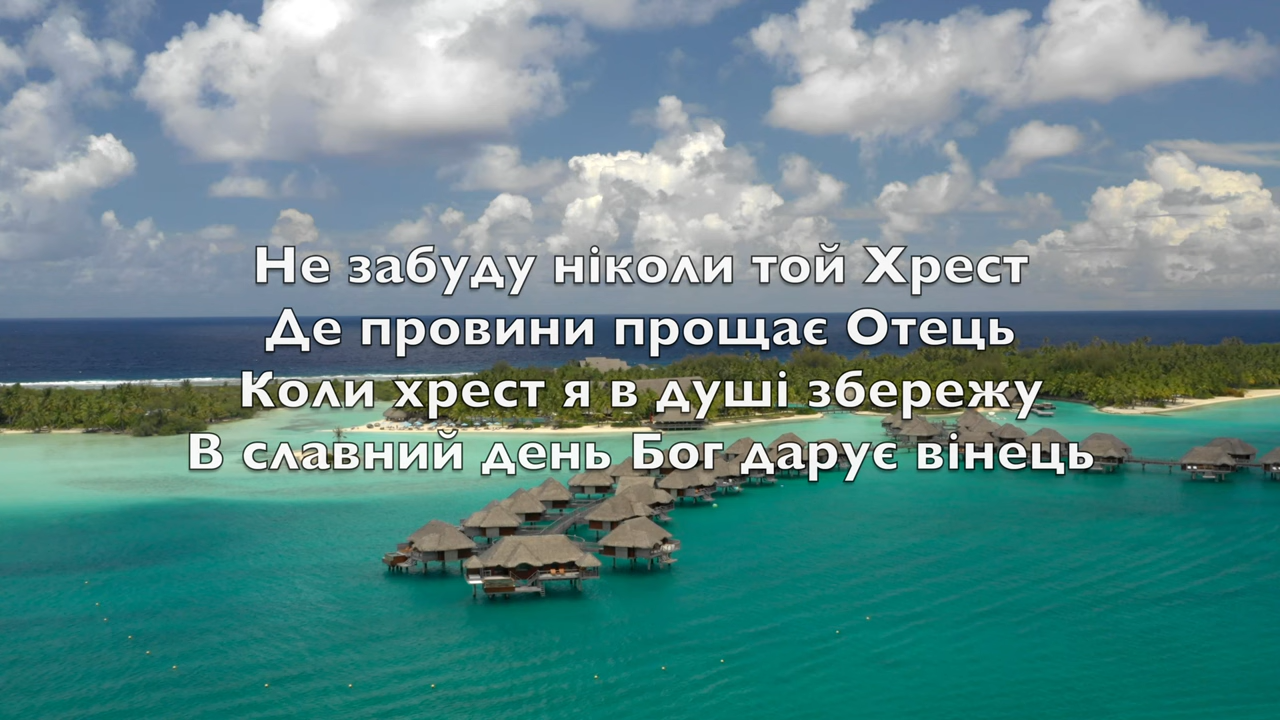 Не забуду ніколи той Хрест
Де провини прощає Отець
Коли хрест я в душі збережу
В славний день Бог дарує вінець